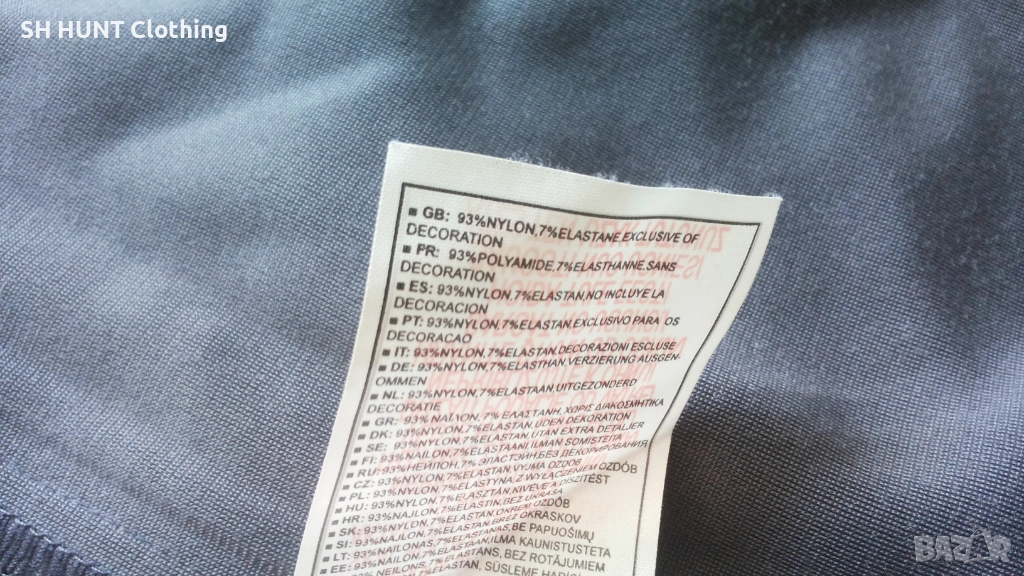 SH HUNT Clothing
■ GB: 93%NYLON,7%ELASTANE,EXCLUSIVE OF
DECORATION
■ PR: 93%POLYAMIDE,7%ELASTHANNE,SANS
DECORATION
■ ES: 93%NYLON,7%ELASTAN,NO INCLUYE LA
DECORACION
■ PT: 93%NYLON,7%ELASTAN,EXCLUSIVO PARA OS
DECORACAO
■ IT: 93%NYLON,7%ELASTAN,DECORAZIONI ESCLUSE
■ DE: 93%NYLON,7%ELASTHAN,VERZIERUNG AUSGEN-
OMMEN
■ NL: 93%NYLON,7%ELASTAAN,UITGEZONDERD
DECORATIE
■ GR: 93% ΝΑΪΛΟΝ, 7% ΕΛΑΣΤΑΝΗ, ΧΩΡΙΣ ΔΙΑΚΟΣΜΗΤΙΚΑ
■ DK: 93%NYLON,7%ELASTAN,UDEN DEKORATION
■ SE: 93%NYLON,7%ELASTAN,UTAN EXTRA DETALJER
■ FI: 93%NAILON,7%ELASTAANI,ILMAN SOMISTEITA
■ RU: 93%НЕЙЛОН, 7% ЭЛАСТЭИН,БЕЗ ДЕКОРИРОВАНИЯ
■ CZ: 93%NYLON,7%ELASTAN,VYJMA OZDOB
■ PL: 93%NYLON,7%ELASTYNA,Z WYŁĄCZENIEM OZDÓB
■ HU: 93%NYLON,7%ELASZTÁN,KIVÉVE A DÍSZÍTÉST
■ HR: 93%NAJLON,7%ELASTIN,BEZ UKRASA
■ SK: 93%NYLON,7%ELASTAN,OKREM OZDÔB
■ SI: 93%NAJLON,7%ELASTAN,BREZ OKRASKOV
■ LT: 93%NAILONAS,7%ELASTANAS,BE PAPUOŠIMŲ
■ EE: 93%NAILON,7%ELASTAAN,ILMA KAUNISTUSTETA
93% NEILONS, 7% ELASTANS, BEZ ROTĀJUMIEM
SÜSLEME
BAZAR